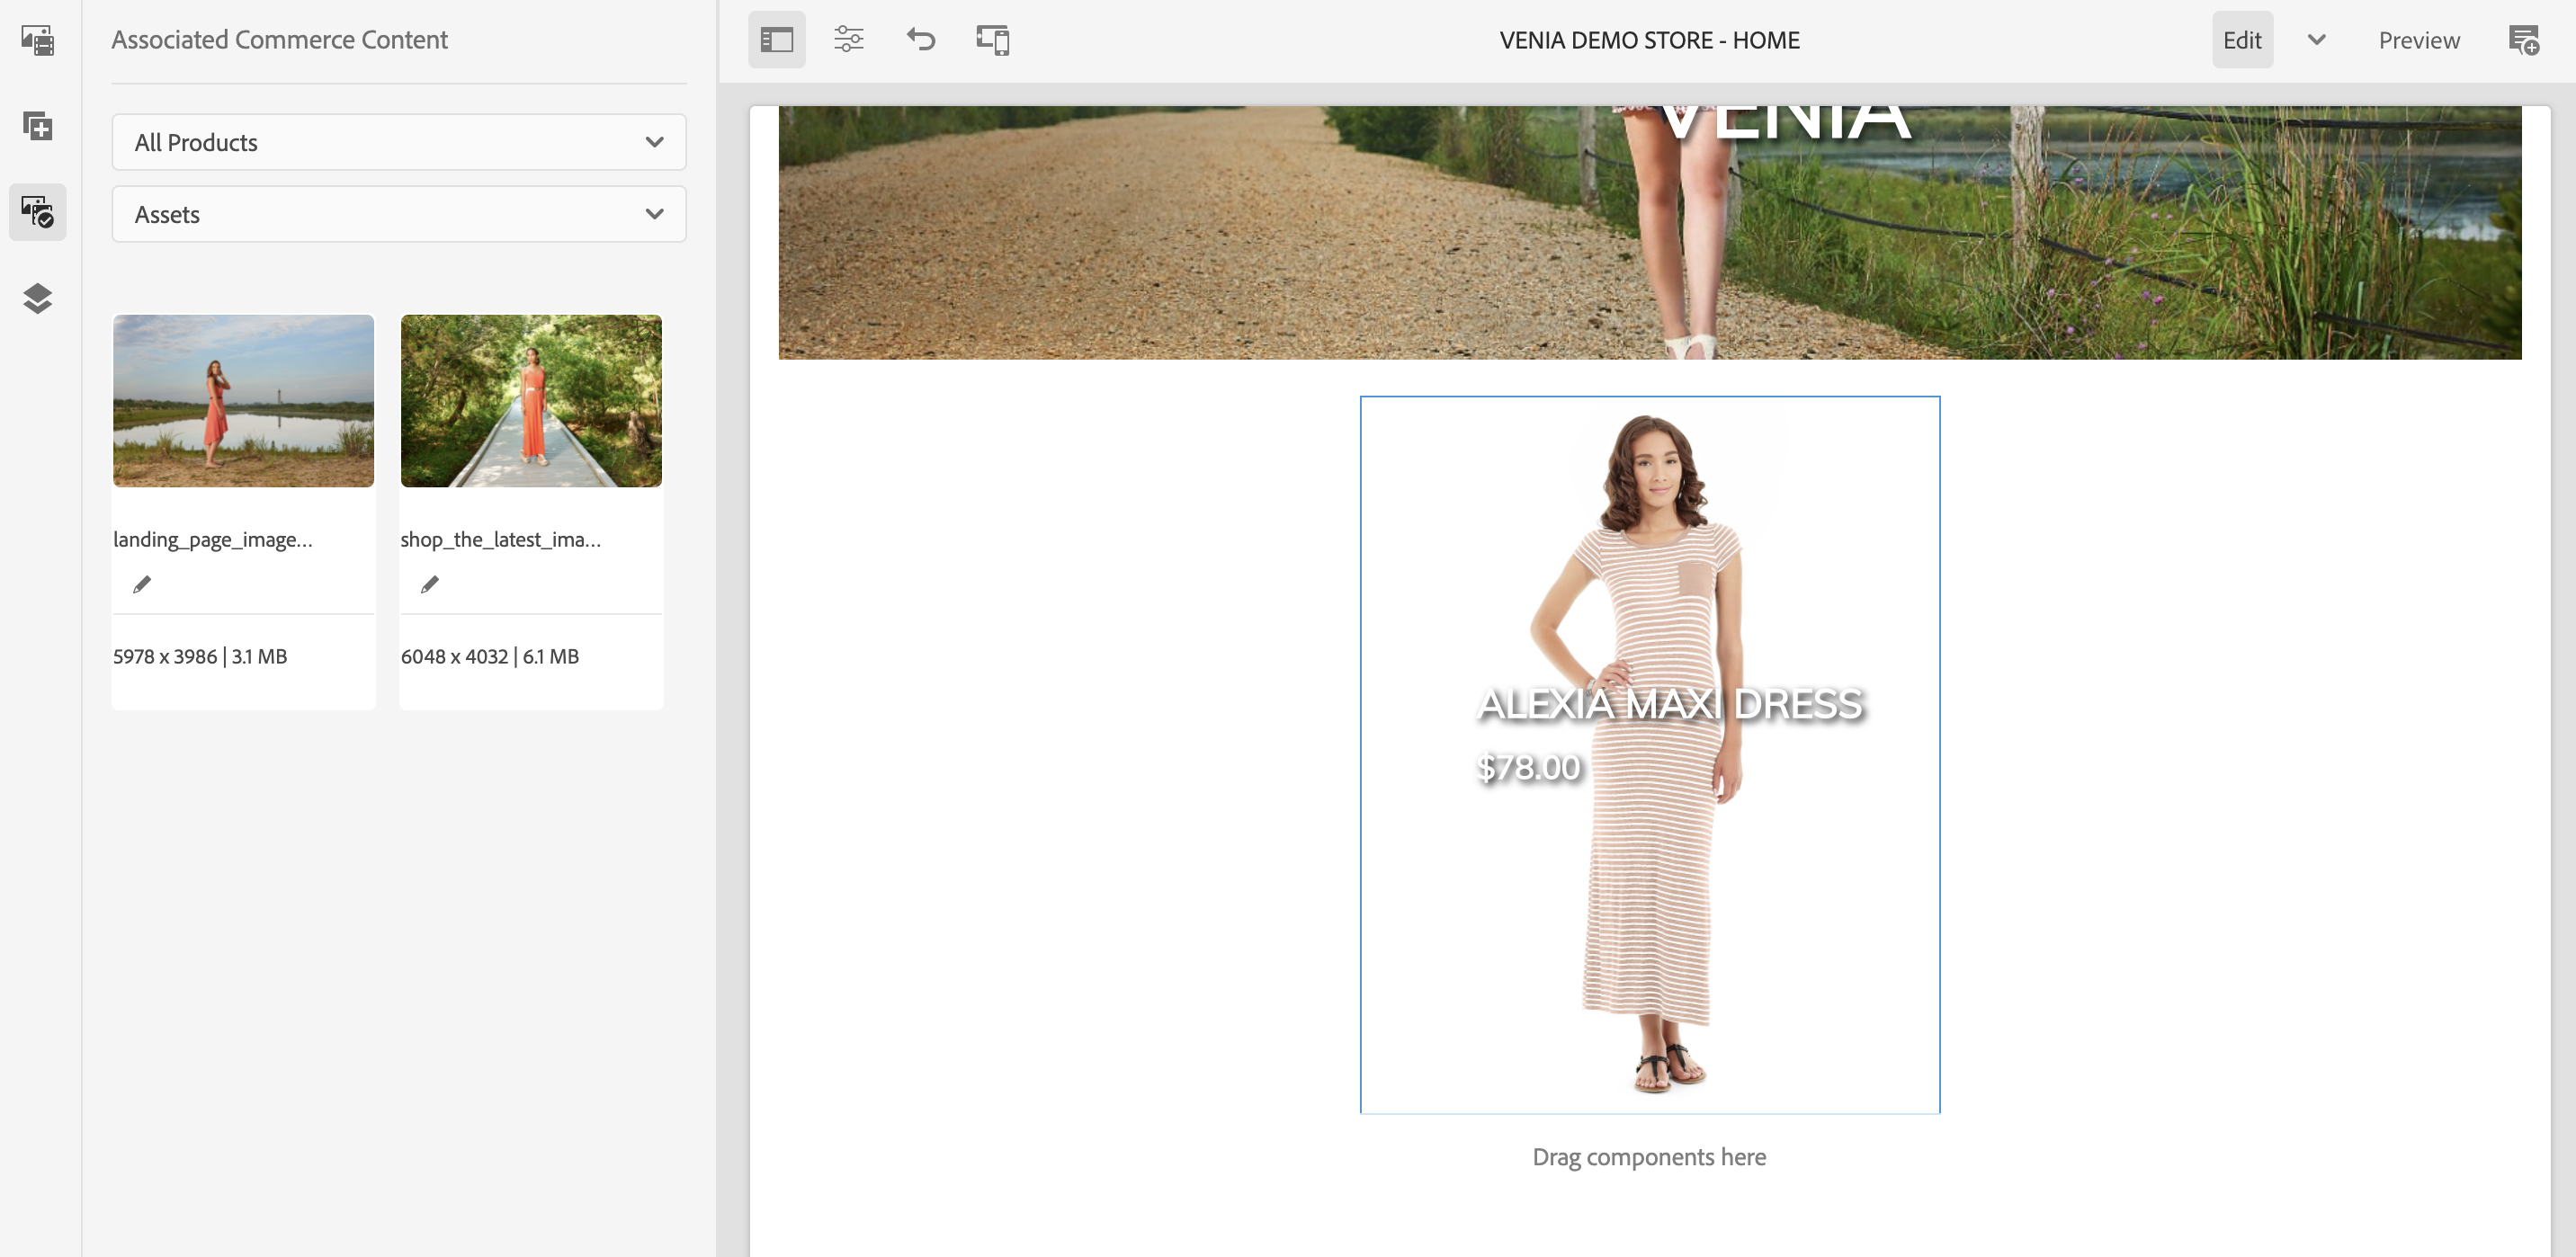 Associated Commerce Content
All Products
Assets
landing_page_image...
5978 x 3986 | 3.1 MB
shop_the_latest_ima...
6048 x 4032 | 6.1 MB
VENIA DEMO STORE - HOME
Edit
Preview
VENIA
ALEXIA MAXI DRESS
$78.00
Drag components here